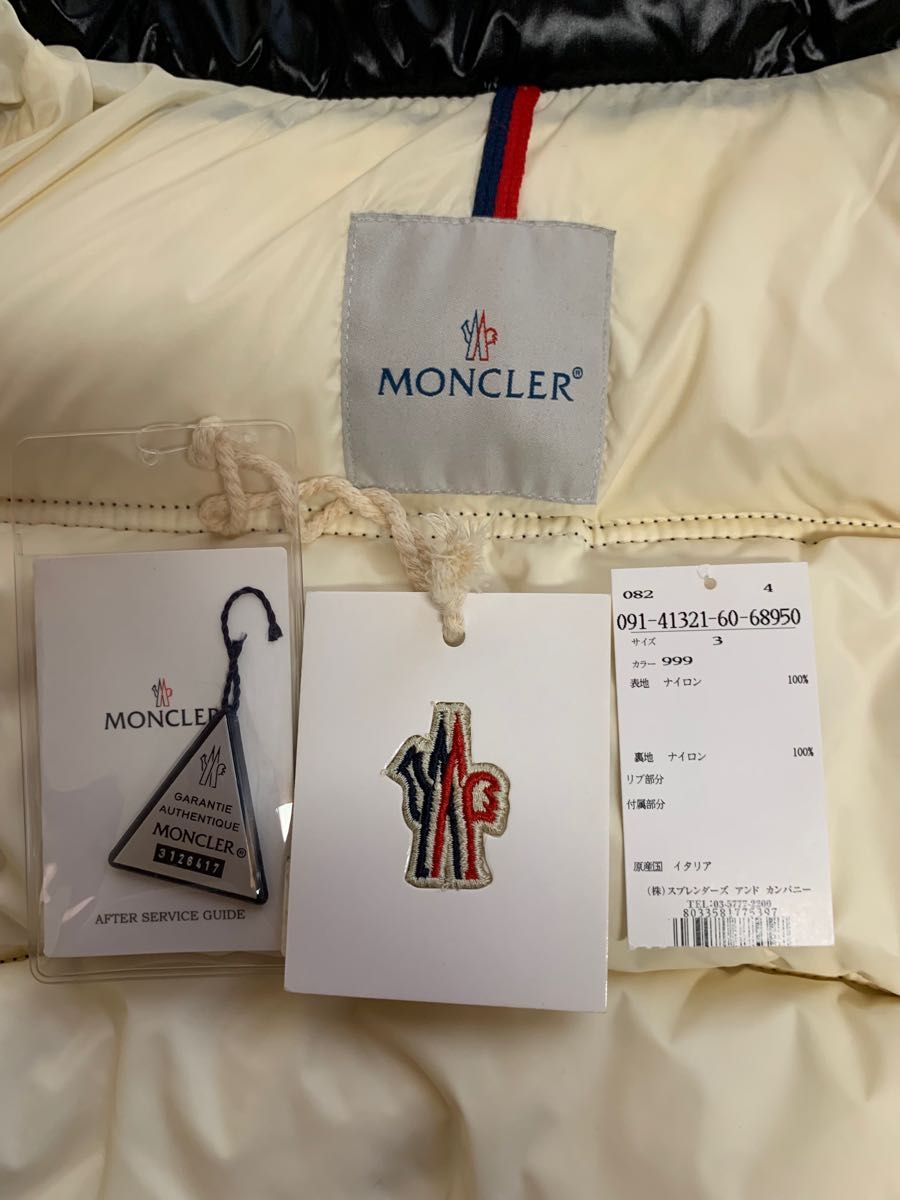 MONCLER®
MONCLER
GARANTIE
AUTHENTIQUE
MONCLER®
3128417
AFTER SERVICE GUIDE
082 4
091-41321-60-68950
サイズ 3
カラー 999
表地 ナイロン 100%
裏地 ナイロン 100%
リブ部分
付属部分
原産国 イタリア
(株)スプレンダーズ アンド カンパニー
TEL:03-5777-2200
8033581775397